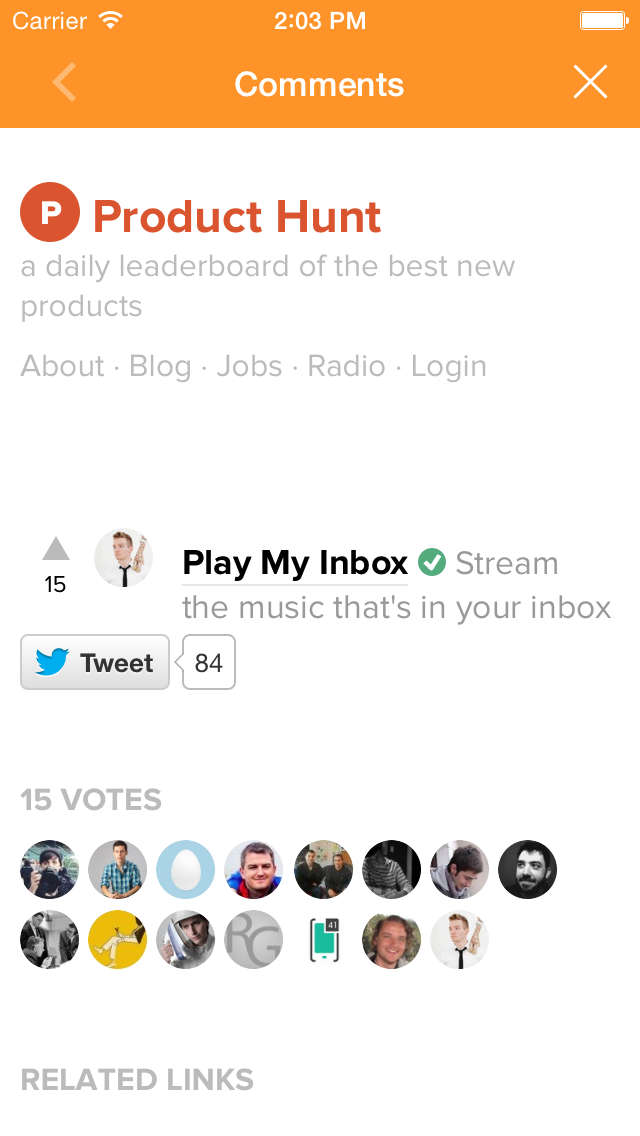 Carrier 2:03 PM
Comments
P Product Hunt
a daily leaderboard of the best new
products
About · Blog · Jobs · Radio · Login
Play My Inbox Stream
15
the music that's in your inbox
Tweet 84
15 VOTES
RG
41
RELATED LINKS